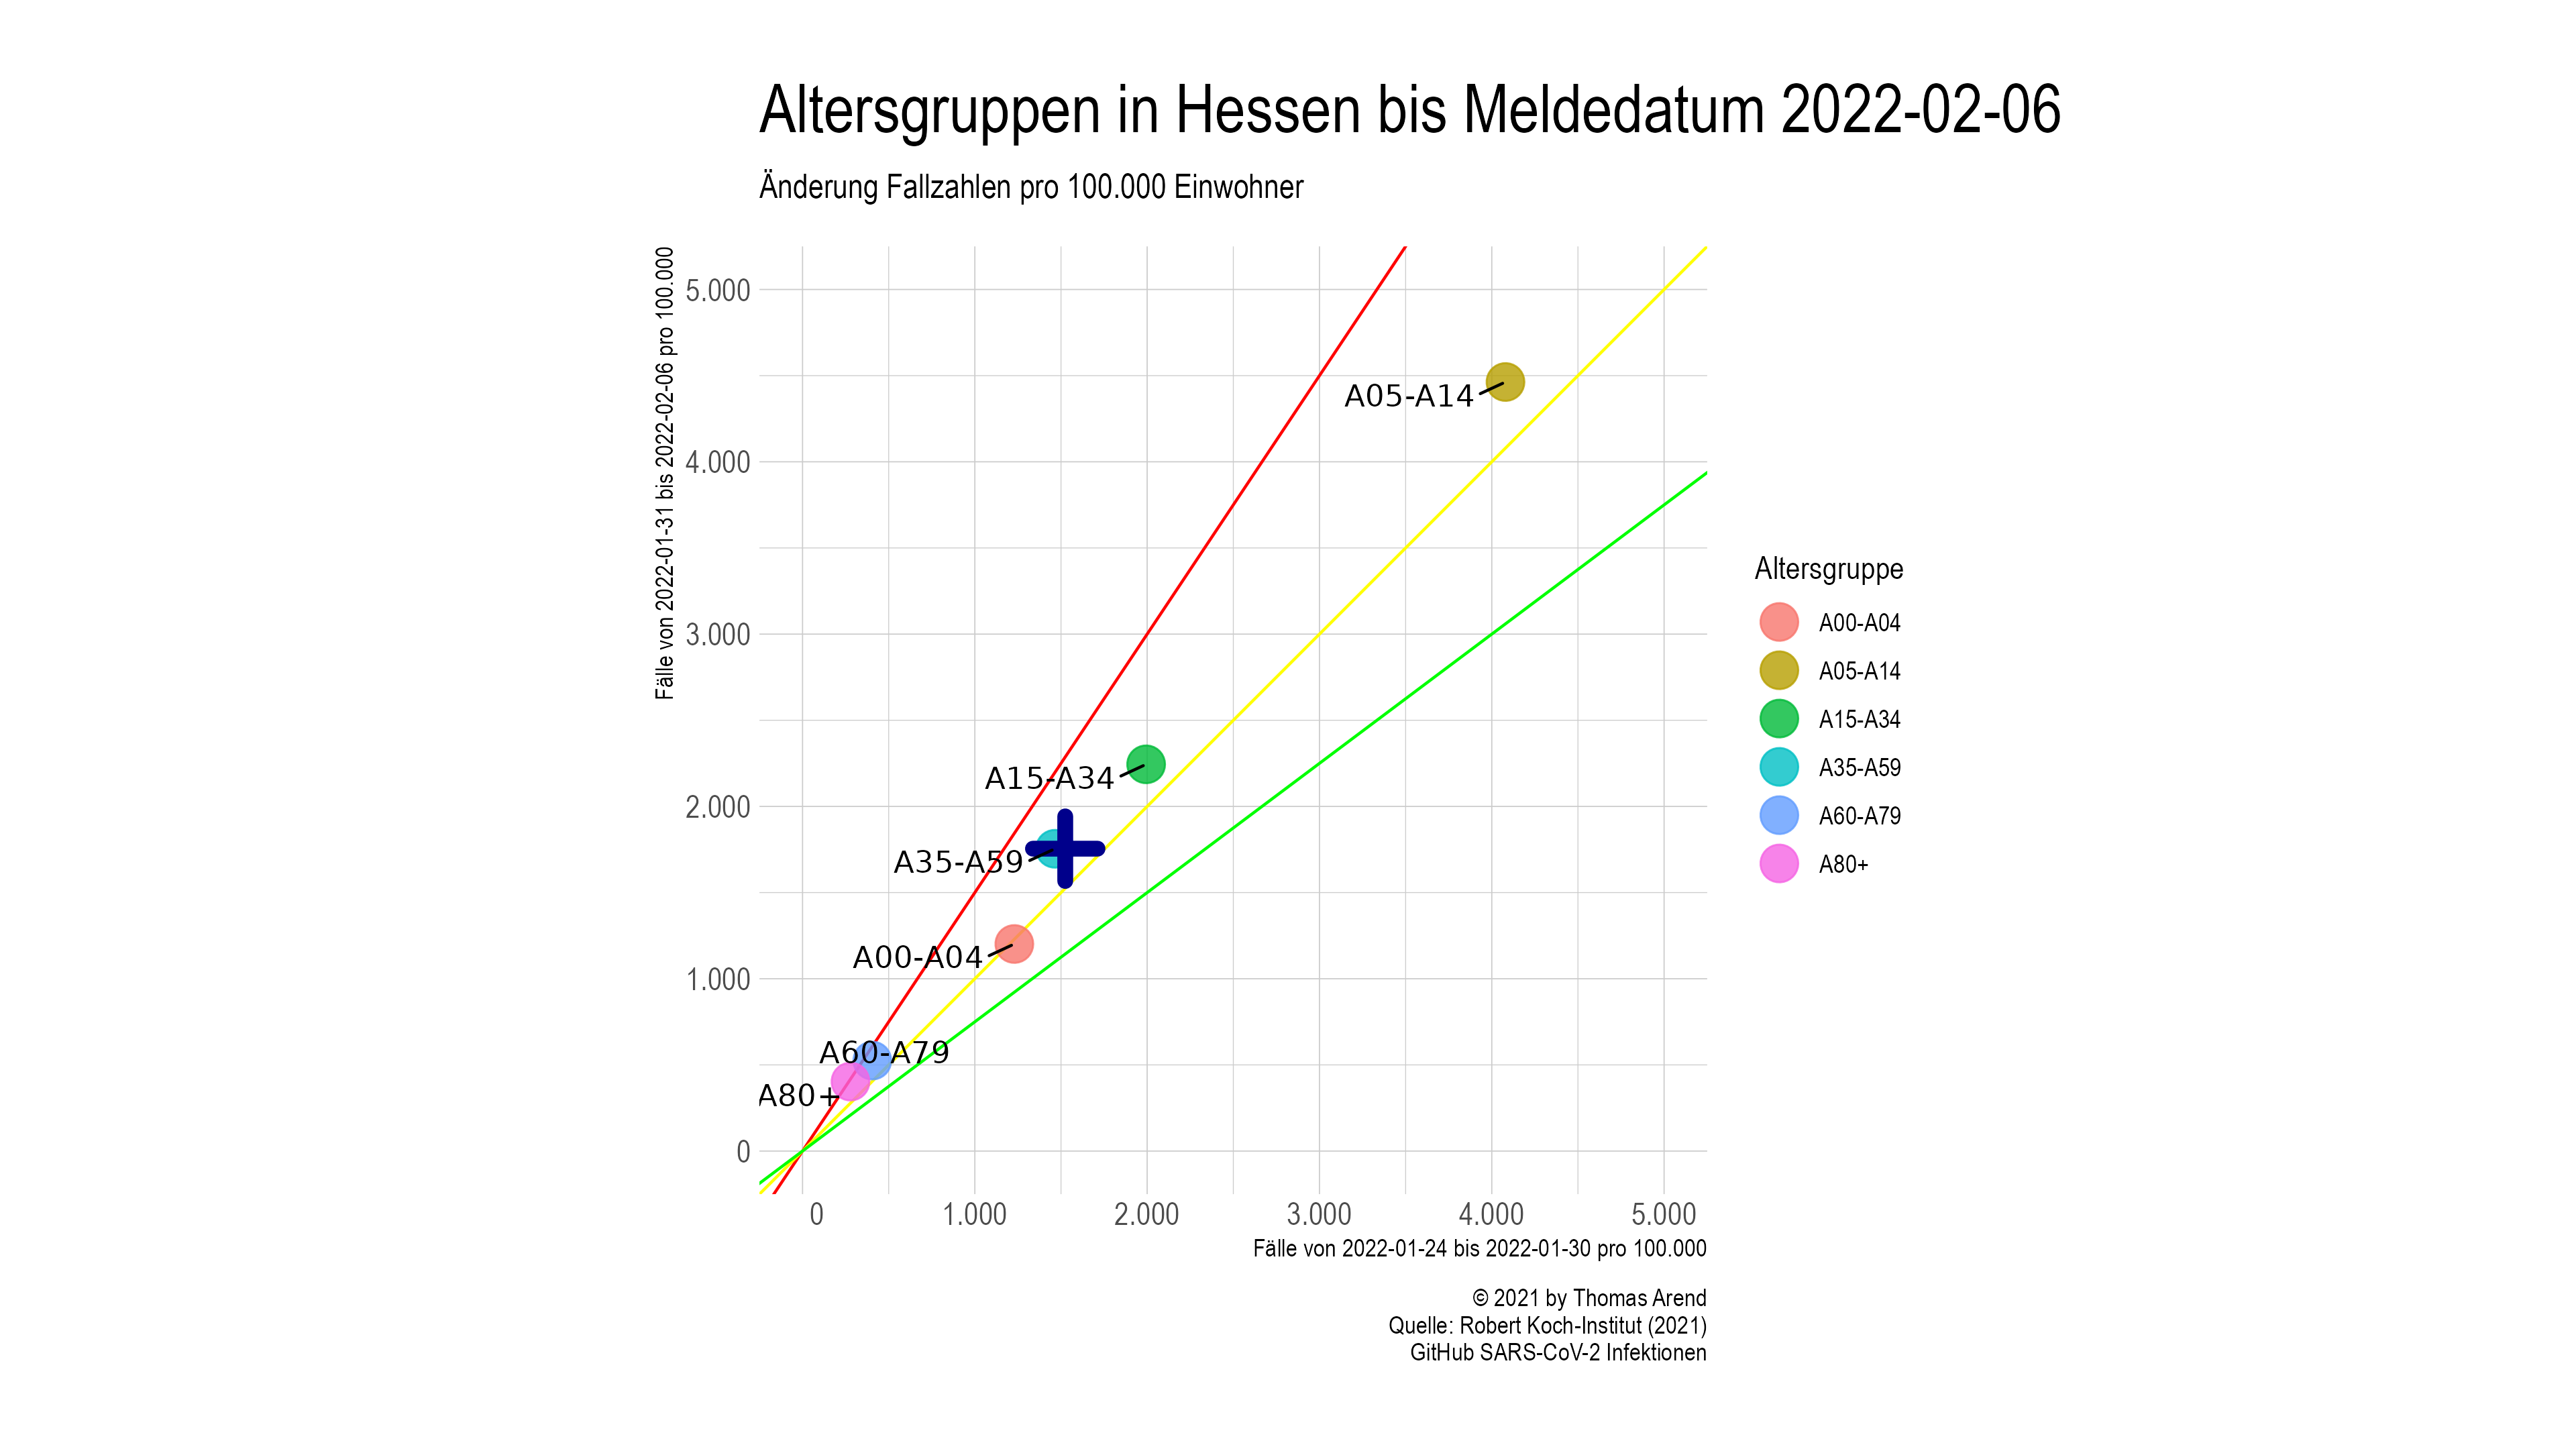 Altersgruppen in Hessen bis Meldedatum 2022-02-06
Änderung Fallzahlen pro 100.000 Einwohner
Fälle von 2022-01-31 bis 2022-02-06 pro 100.000
5.000
4.000
3.000
2.000
1.000
0
A05-A14
A15-A34
A35-A59
A00-A04
A60-A79
A80+
0 1.000 2.000 3.000 4.000 5.000
Fälle von 2022-01-24 bis 2022-01-30 pro 100.000
Altersgruppe
A00-A04
A05-A14
A15-A34
A35-A59
A60-A79
A80+
© 2021 by Thomas Arend
Quelle: Robert Koch-Institut (2021)
GitHub SARS-CoV-2 Infektionen